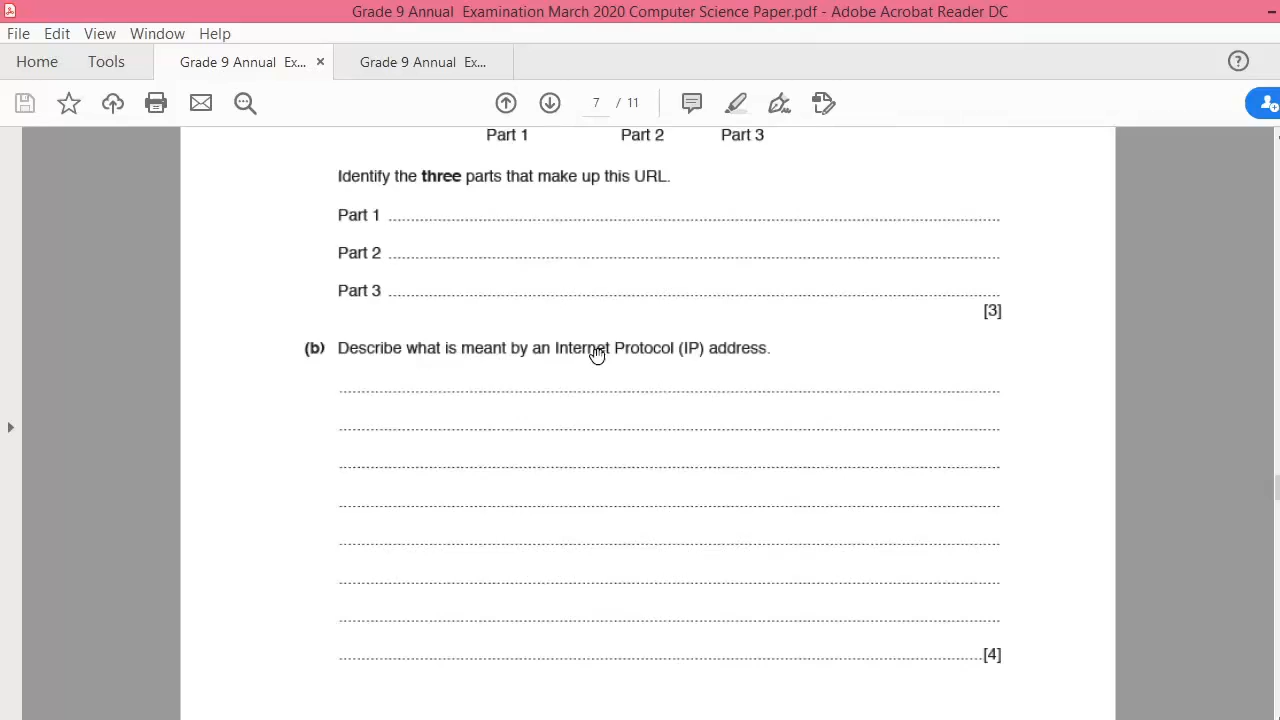 Grade 9 Annual  Examination March 2020 Computer Science Paper.pdf - Adobe Acrobat Reader DC
File Edit View Window Help
Home Tools Grade 9 Annual  Ex... × Grade 9 Annual  Ex... ?
7 / 11
Part 1 Part 2 Part 3
Identify the three parts that make up this URL.
Part 1 ........................................................................
Part 2 ........................................................................
Part 3 ........................................................................
[3]
(b) Describe what is meant by an Internet Protocol (IP) address.
[4]